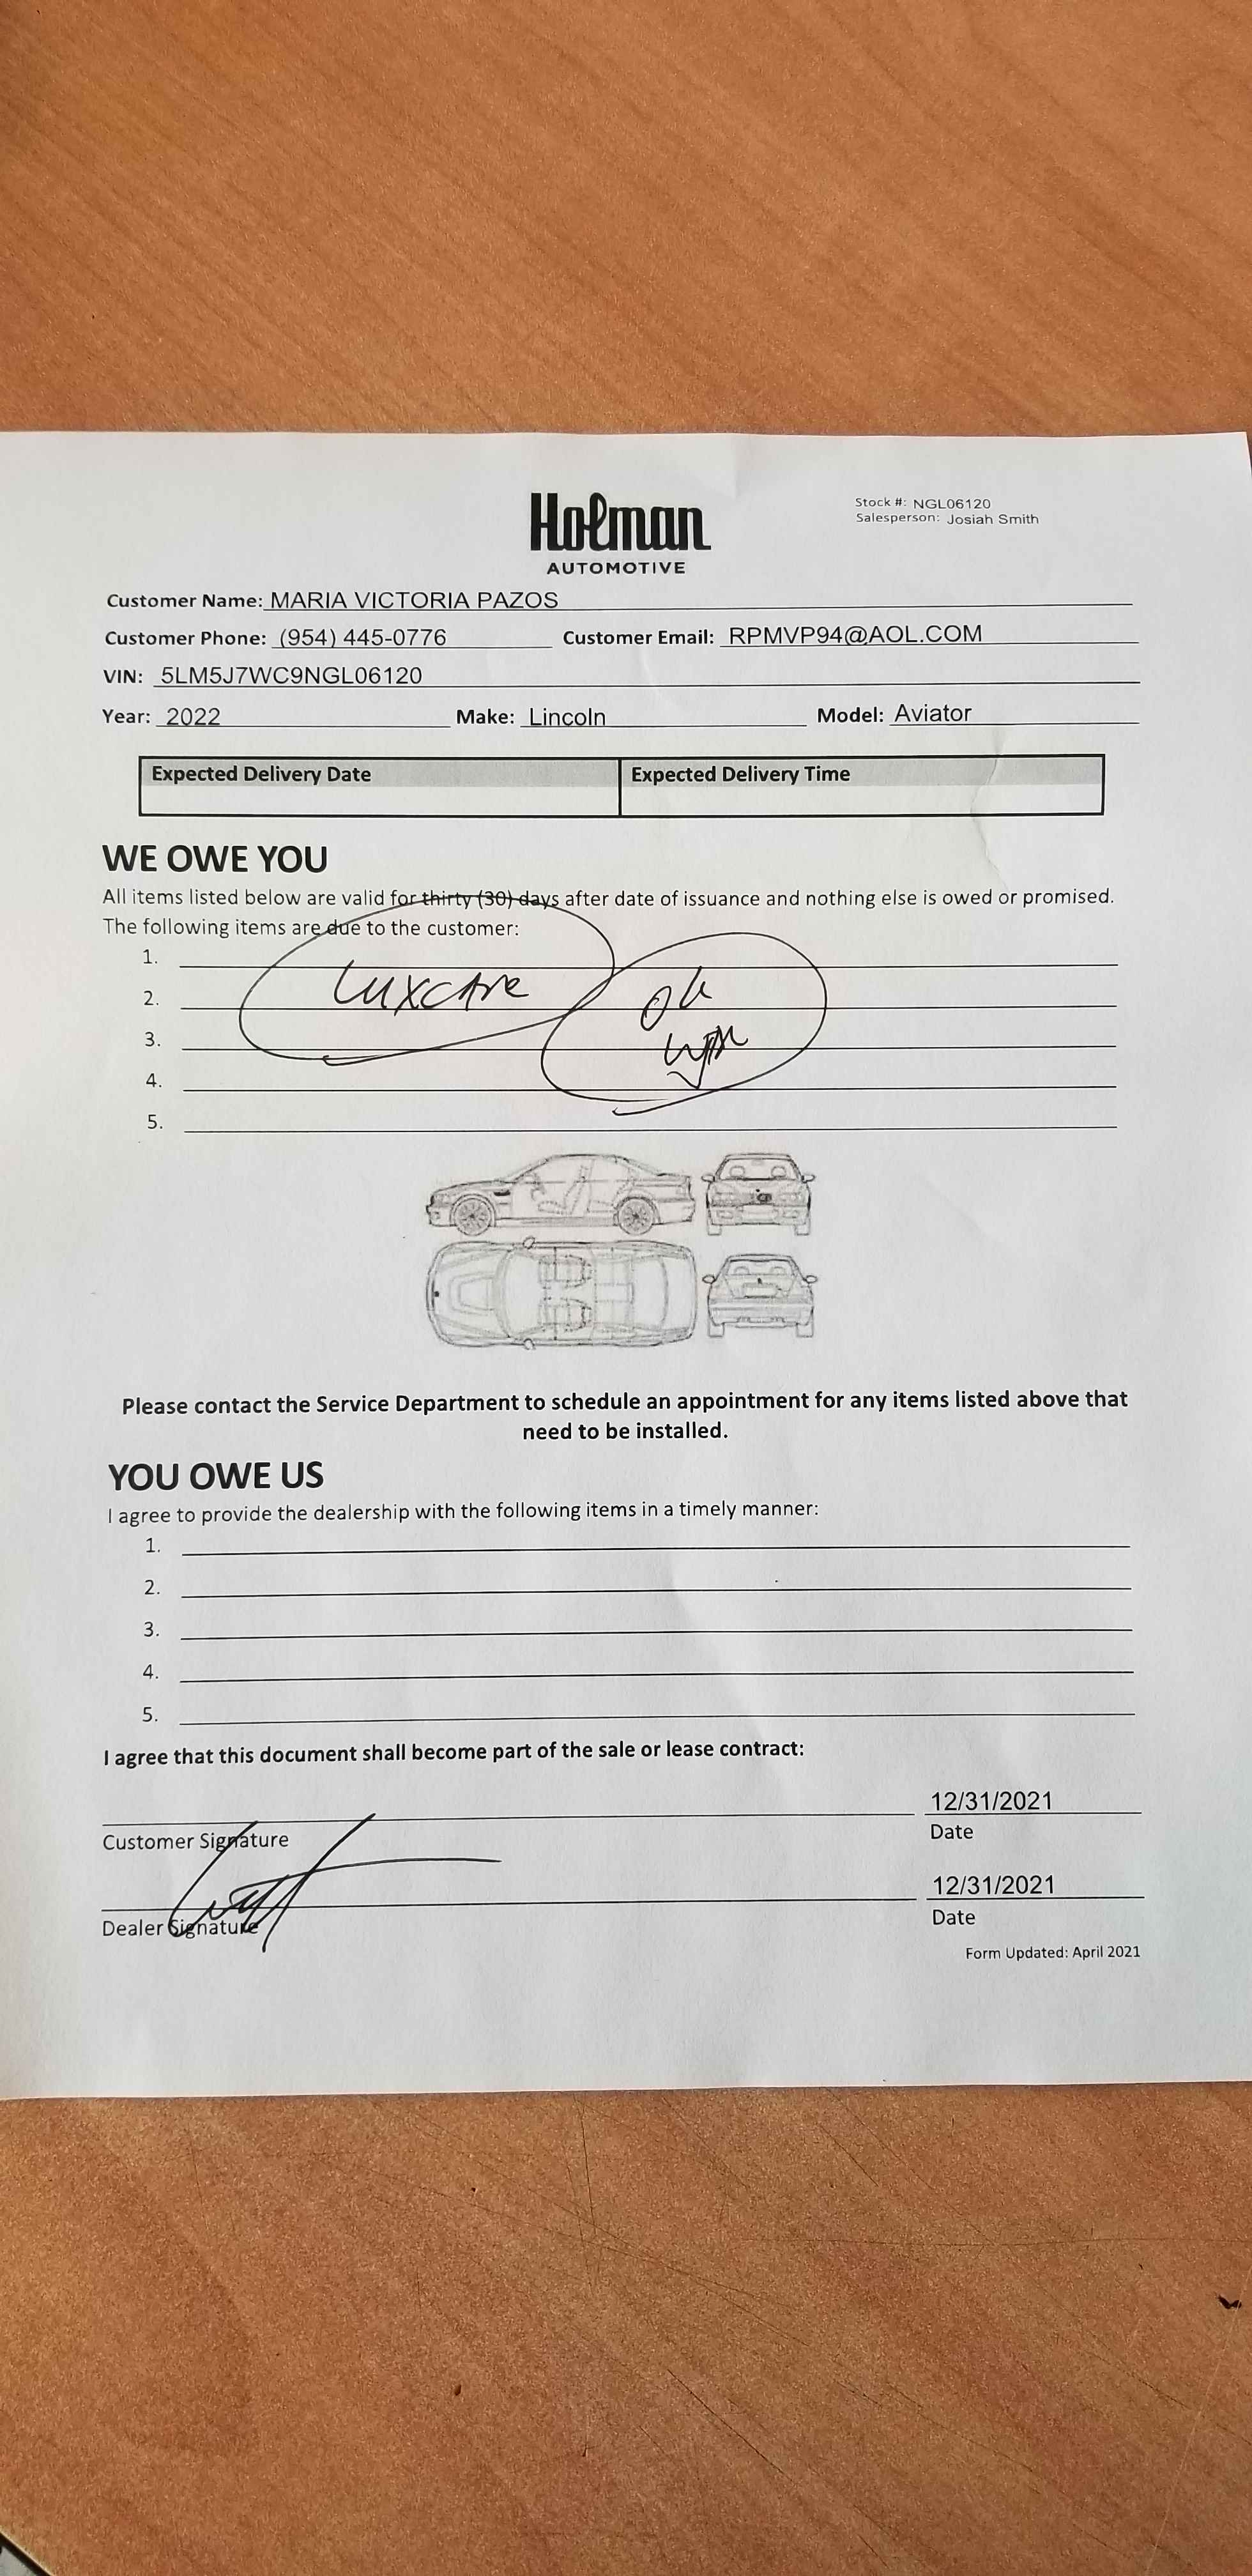 Holman
AUTOMOTIVE
Stock #: NGL06120
Salesperson: Josiah Smith
Customer Name: MARIA VICTORIA PAZOS
Customer Phone: (954) 445-0776 Customer Email: RPMVP94@AOL.COM
VIN: 5LM5J7WC9NGL06120
Year: 2022 Make: Lincoln Model: Aviator
Expected Delivery Date Expected Delivery Time
WE OWE YOU
All items listed below are valid for thirty (30) days after date of issuance and nothing else is owed or promised.
The following items are due to the customer:
1.
2. Luxcare ok
3.
4.
5.
Please contact the Service Department to schedule an appointment for any items listed above that
need to be installed.
YOU OWE US
I agree to provide the dealership with the following items in a timely manner:
1.
2.
3.
4.
5.
I agree that this document shall become part of the sale or lease contract:
12/31/2021
Customer Signature Date
12/31/2021
Dealer Signature Date
Form Updated: April 2021